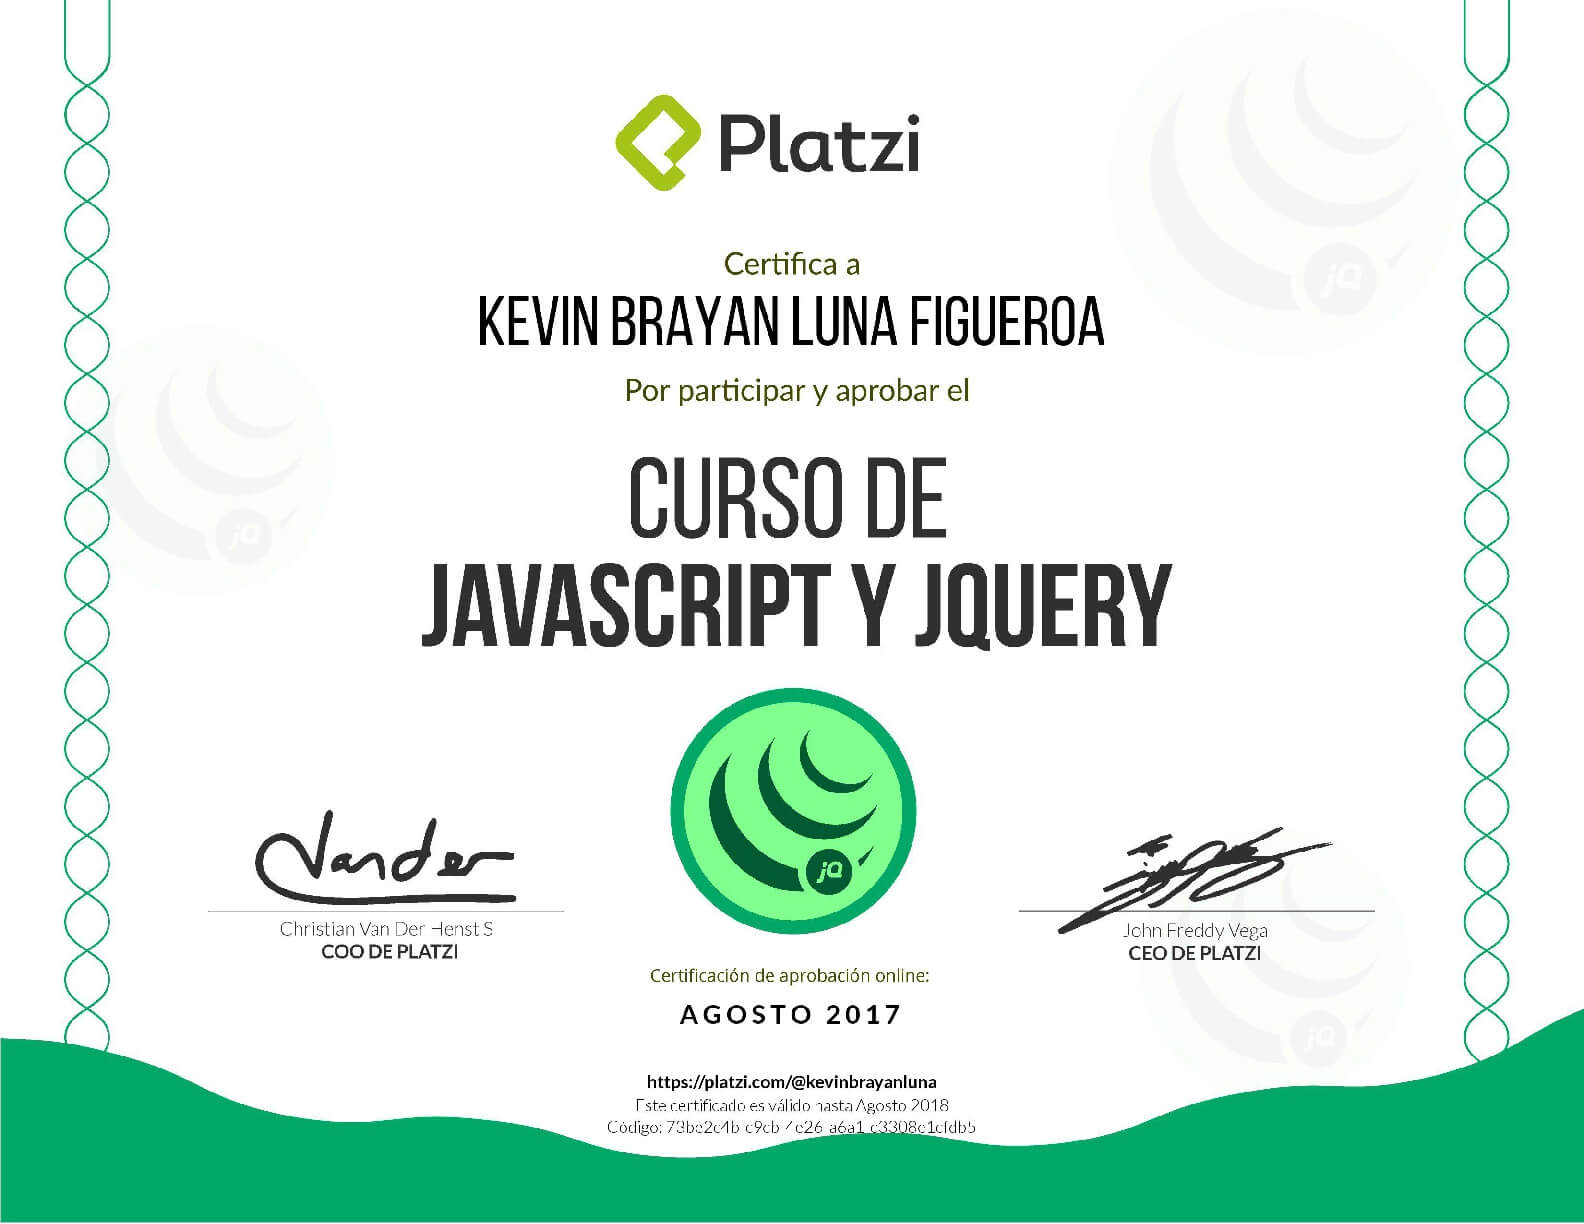 Platzi
Certifica a
KEVIN BRAYAN LUNA FIGUEROA
Por participar y aprobar el
CURSO DE
JAVASCRIPT Y JQUERY
jQ
Vander
Christian Van Der Henst S
COO DE PLATZI
John Freddy Vega
CEO DE PLATZI
Certificación de aprobación online:
AGOSTO 2017
https://platzi.com/@kevinbrayanluna
Este certificado es válido hasta Agosto 2018
Código: